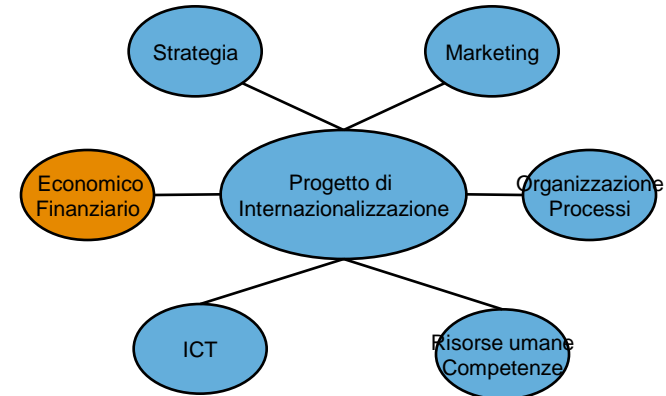 Strategia
Marketing
Economico
Finanziario
Progetto di
Internazionalizzazione
Organizzazione
Processi
ICT
Risorse umane
Competenze